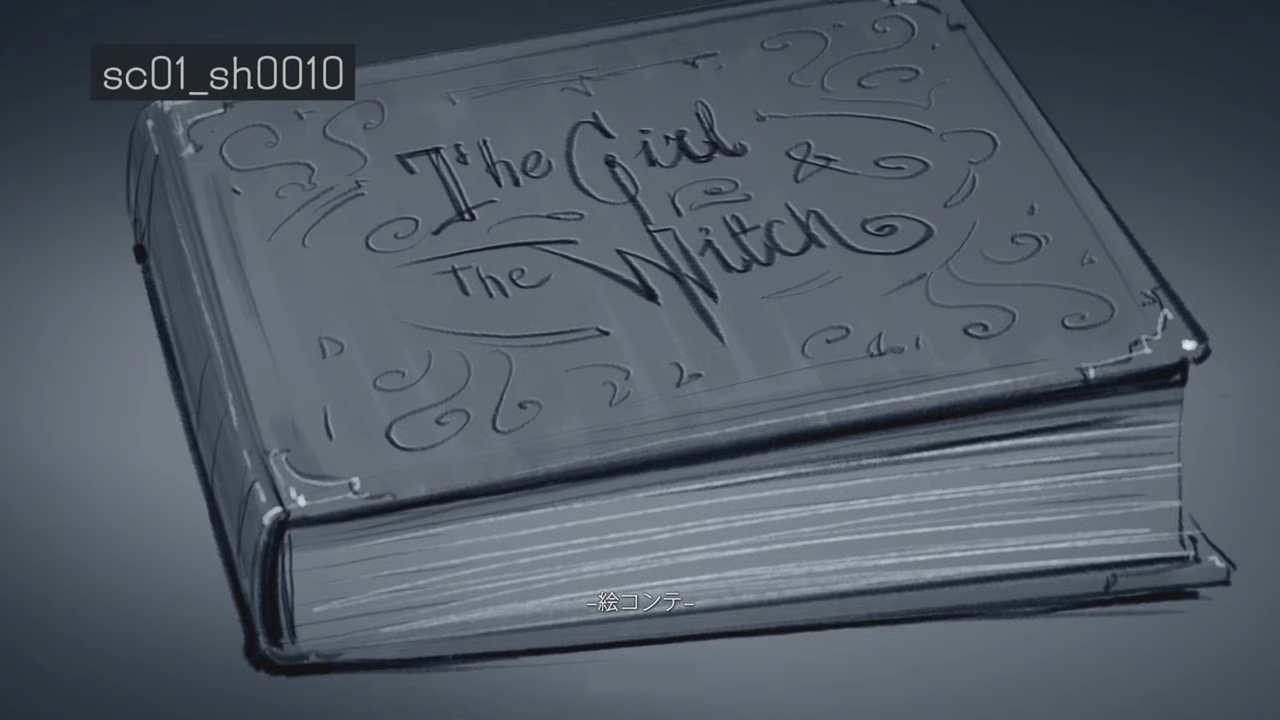 sc01_sh0010
The Girl
&
The Witch
–絵コンテ–